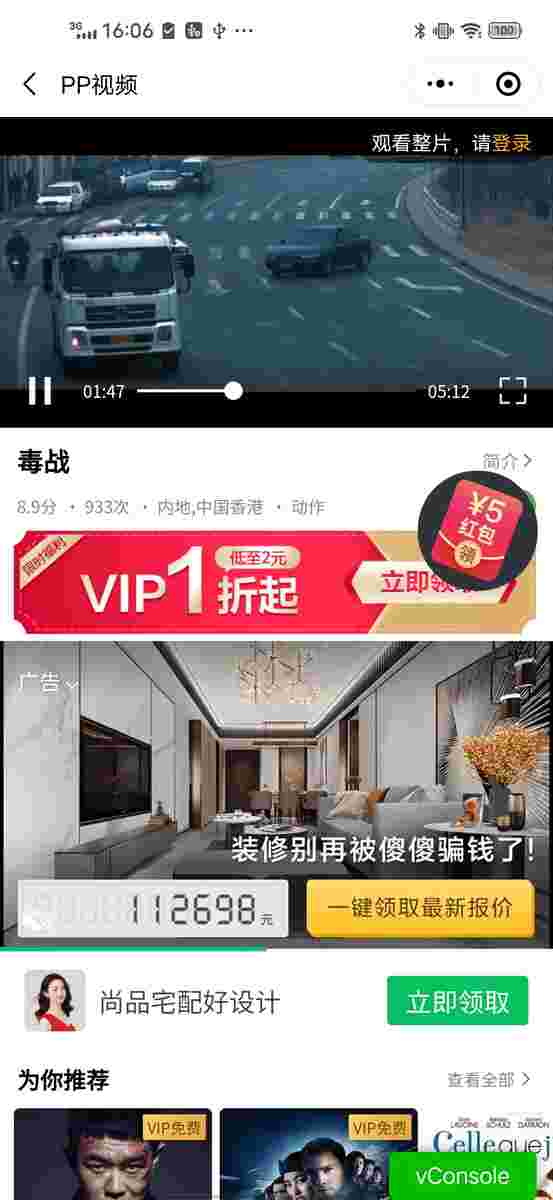 3G 16:06 100
PP视频
观看整片，请登录
01:47 05:12
毒战
简介
8.9分 · 933次 · 内地,中国香港 · 动作
¥5
红包
领
限时福利
VIP1折起
低至2元
立即领
广告
装修别再被傻傻骗钱了!
112698元
一键领取最新报价
尚品宅配好设计
立即领取
为你推荐
查看全部
VIP免费
VIP免费
vConsole